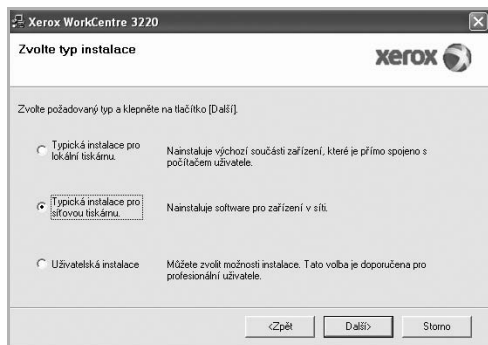 Xerox WorkCentre 3220
Zvolte typ instalace
xerox
Zvolte požadovaný typ a klepněte na tlačítko [Další].
Typická instalace pro
lokální tiskárnu.
Nainstaluje výchozí součásti zařízení, které je přímo spojeno s
počítačem uživatele.
Typická instalace pro
síťovou tiskárnu.
Nainstaluje software pro zařízení v síti.
Uživatelská instalace
Můžete zvolit možnosti instalace. Tato volba je doporučena pro
profesionální uživatele.
<Zpět
Další>
Storno